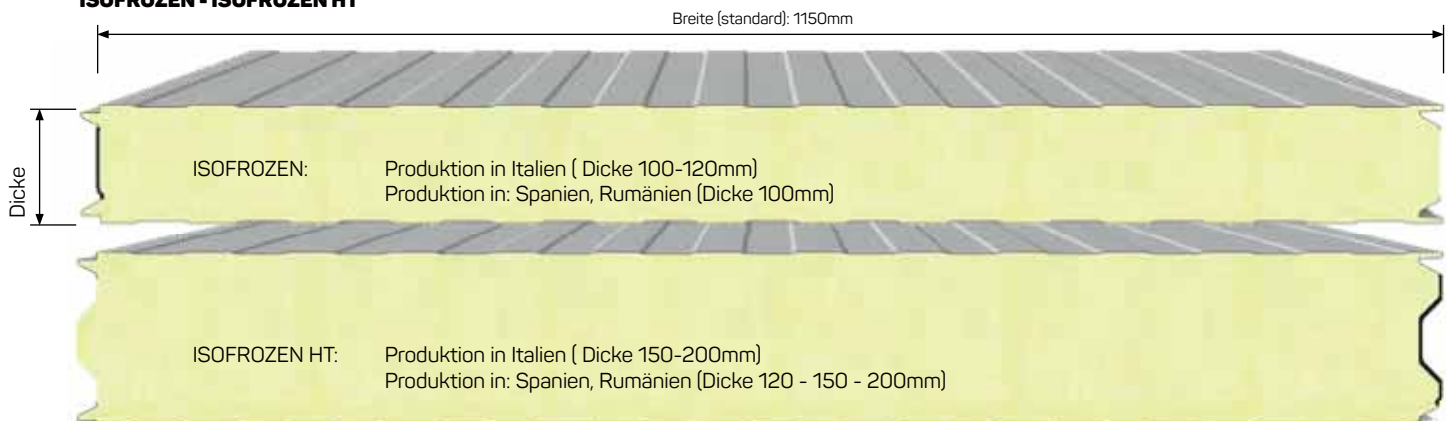 ISOFROZEN - ISOFROZEN HT
Breite (standard): 1150mm
Dicke
ISOFROZEN: Produktion in Italien ( Dicke 100-120mm)
Produktion in: Spanien, Rumänien (Dicke 100mm)
ISOFROZEN HT: Produktion in Italien ( Dicke 150-200mm)
Produktion in: Spanien, Rumänien (Dicke 120 - 150 - 200mm)